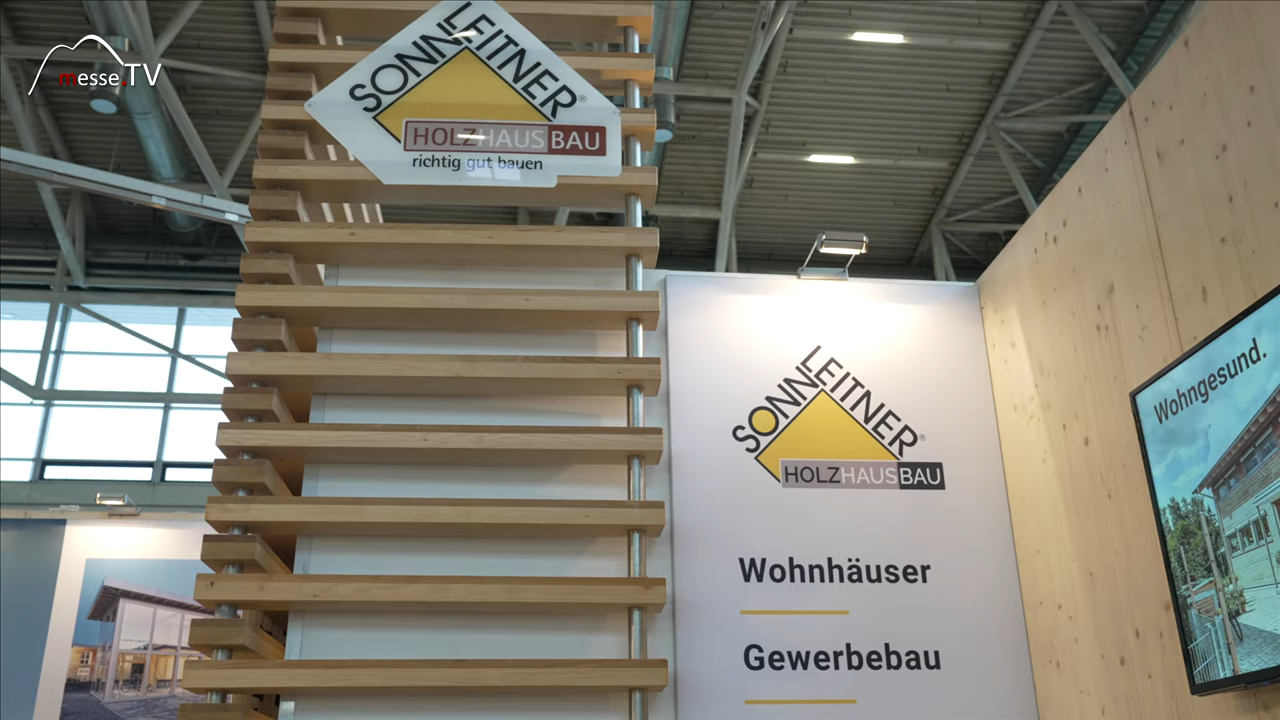 messe.TV
SONNLEITNER®
HOLZHAUSBAU
richtig gut bauen
SONNLEITNER®
HOLZHAUSBAU
Wohnhäuser
Gewerbebau
Wohngesund.